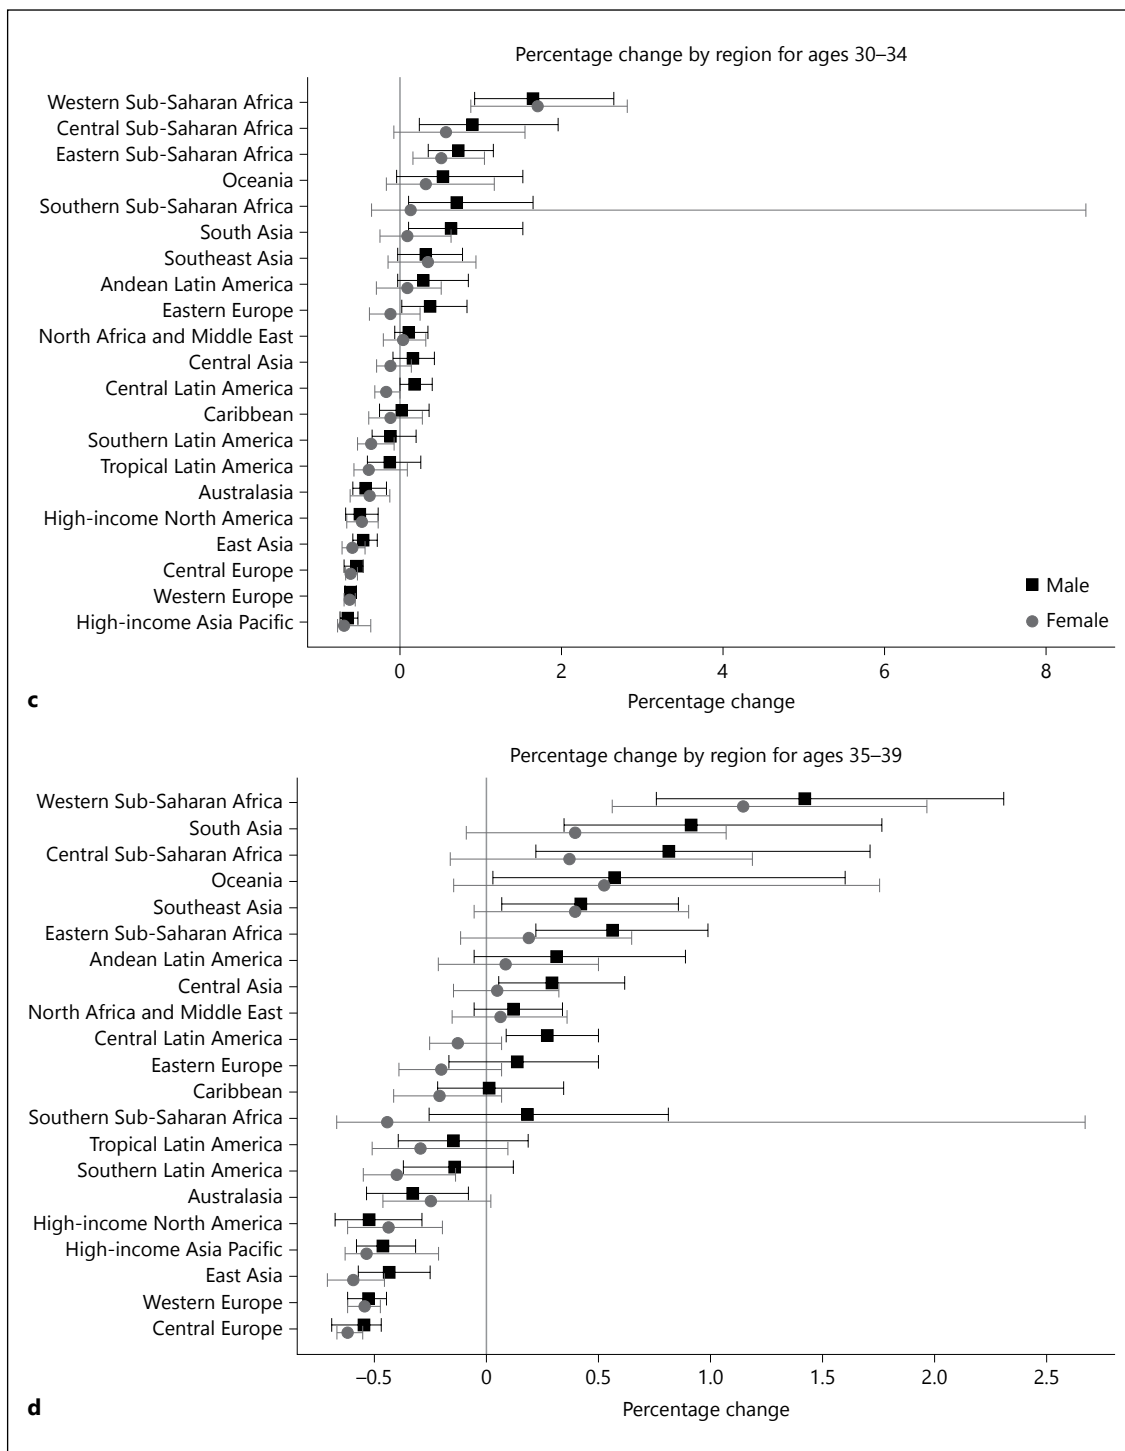 Percentage change by region for ages 30–34
Western Sub-Saharan Africa
Central Sub-Saharan Africa
Eastern Sub-Saharan Africa
Oceania
Southern Sub-Saharan Africa
South Asia
Southeast Asia
Andean Latin America
Eastern Europe
North Africa and Middle East
Central Asia
Central Latin America
Caribbean
Southern Latin America
Tropical Latin America
Australasia
High-income North America
East Asia
Central Europe
Western Europe
High-income Asia Pacific
Male
Female
0 2 4 6 8
Percentage change
c
Percentage change by region for ages 35–39
Western Sub-Saharan Africa
South Asia
Central Sub-Saharan Africa
Oceania
Southeast Asia
Eastern Sub-Saharan Africa
Andean Latin America
Central Asia
North Africa and Middle East
Central Latin America
Eastern Europe
Caribbean
Southern Sub-Saharan Africa
Tropical Latin America
Southern Latin America
Australasia
High-income North America
High-income Asia Pacific
East Asia
Western Europe
Central Europe
–0.5 0 0.5 1.0 1.5 2.0 2.5
Percentage change
d